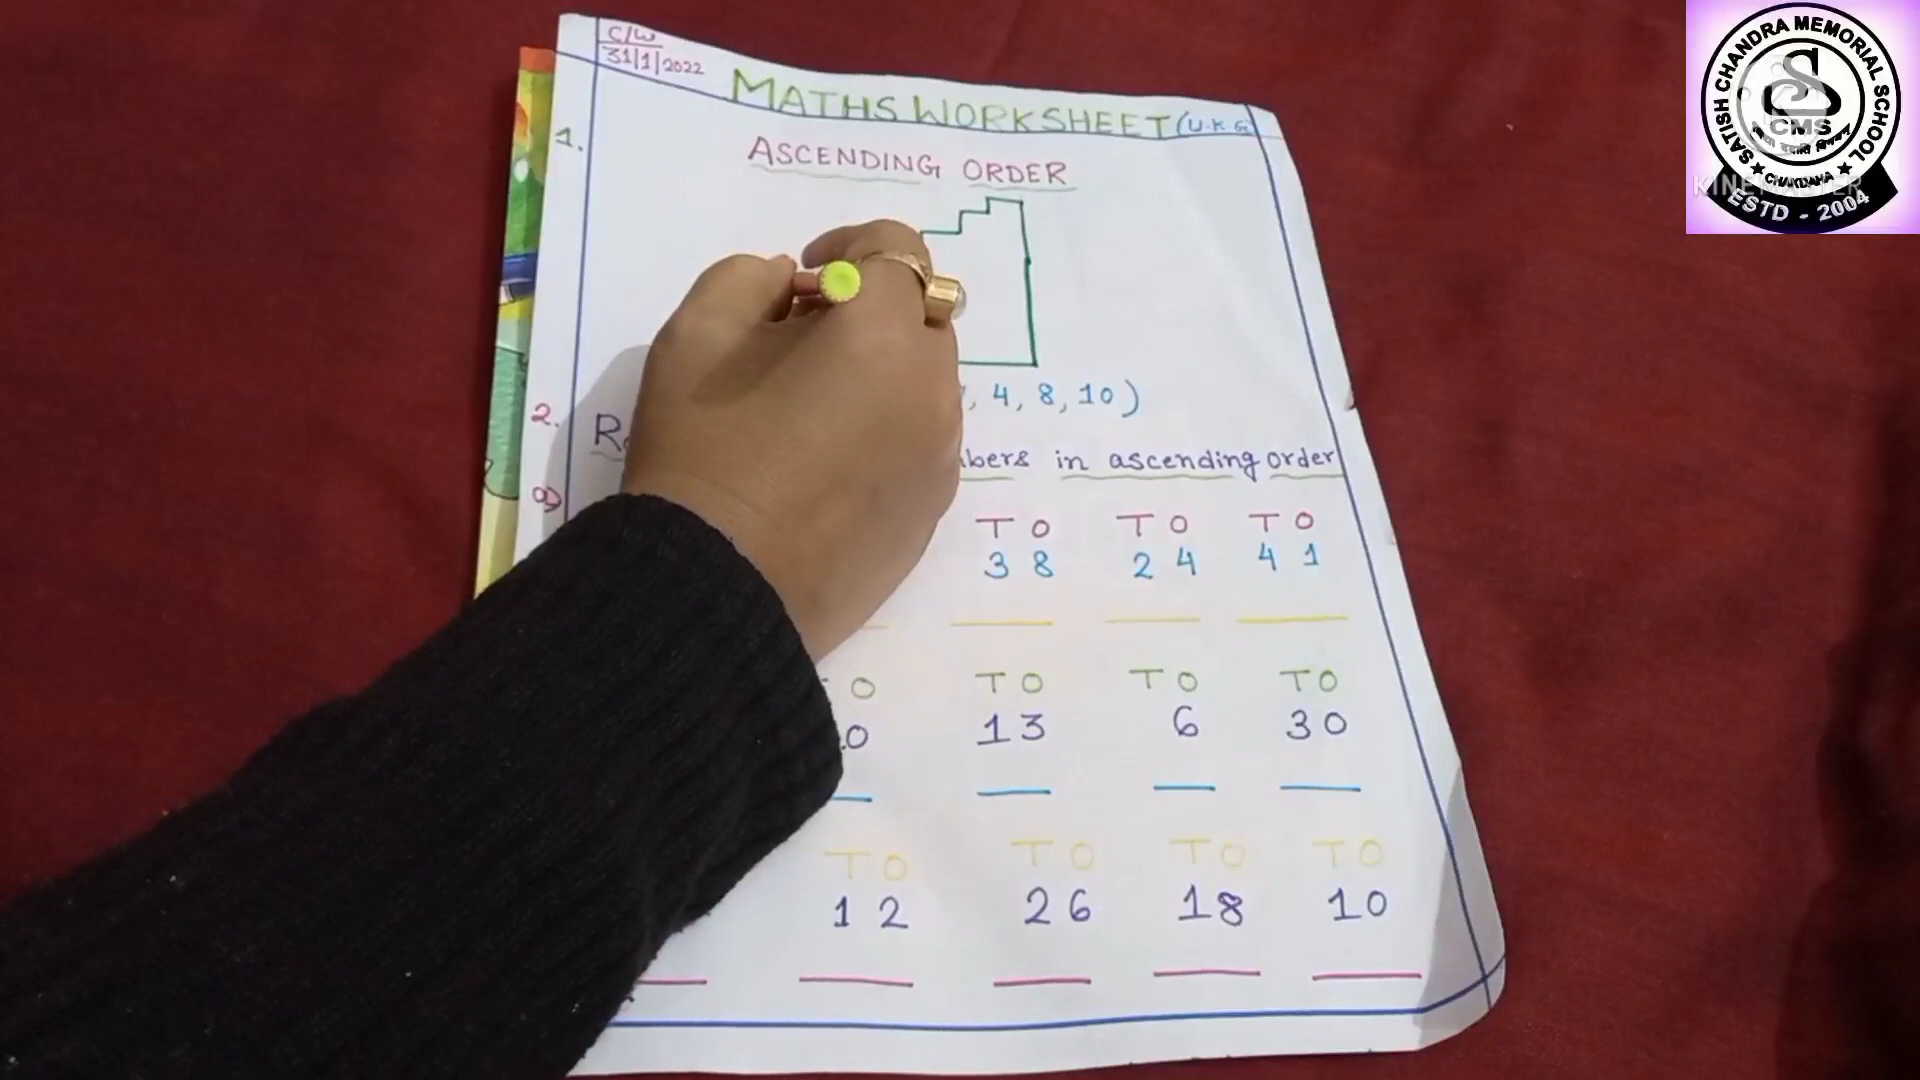 C/W
31/1/2022
MATHS WORKSHEET (U.K.G)
1.
ASCENDING ORDER
, 4, 8, 10)
2.
in ascending order
a)
T O T O T O
3 8 2 4 4 1
O T O T O T O
0 1 3 6 3 0
T O T O T O T O
1 2 2 6 1 8 1 0
SATISH CHANDRA MEMORIAL SCHOOL
S
CMS
CHAKDAHA
ESTD - 2004
KINEMASTER